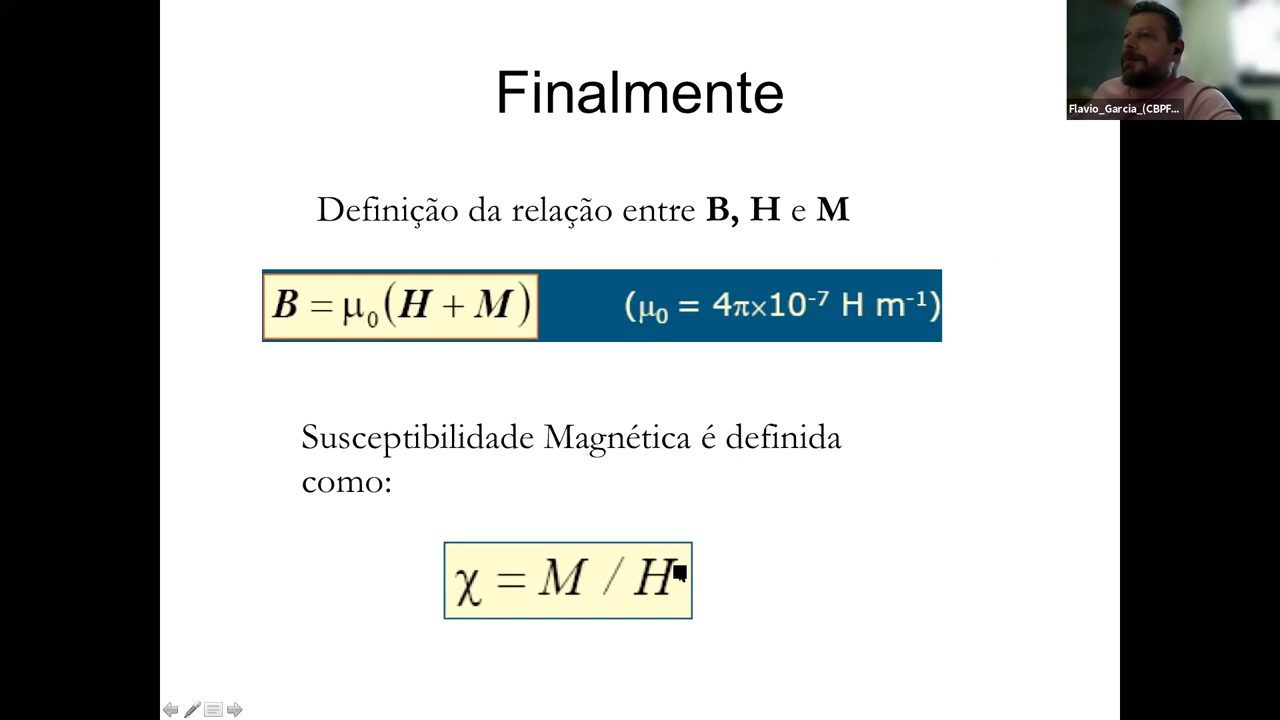 Finalmente
Flavio_Garcia_(CBPF...
Definição da relação entre B, H e M
B = μ₀(H + M) (μ₀ = 4π×10⁻⁷ H m⁻¹)
Susceptibilidade Magnética é definida
como:
χ = M / H